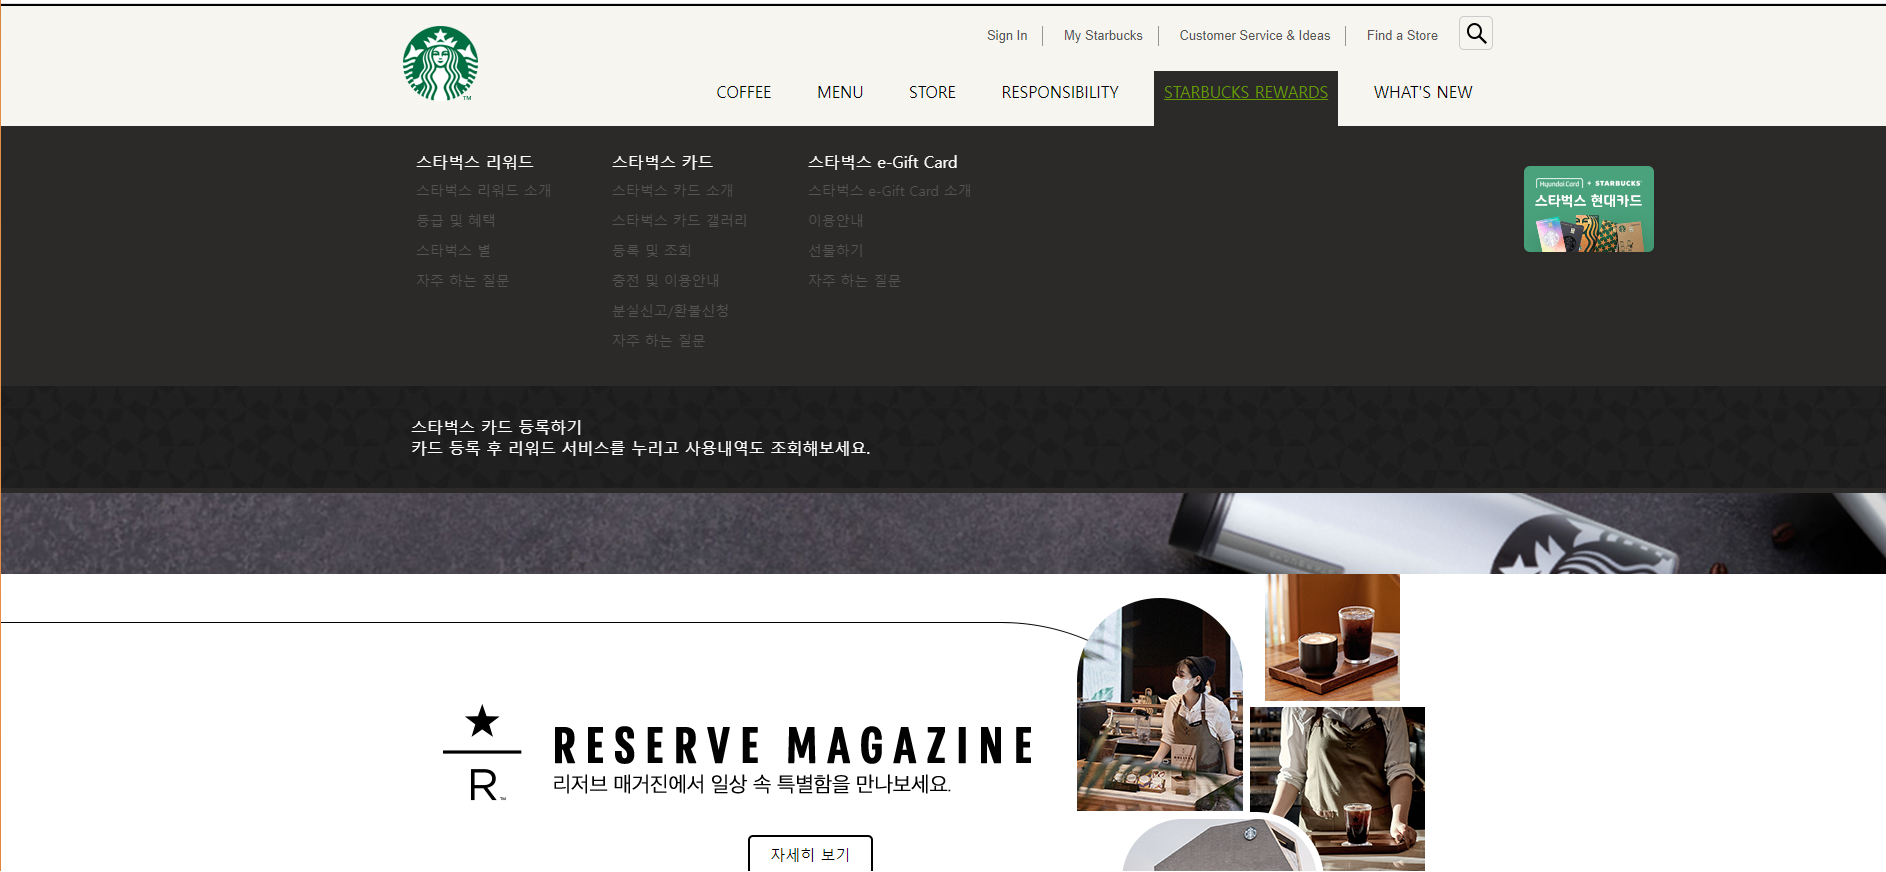 Sign In
My Starbucks
Customer Service & Ideas
Find a Store
TM
COFFEE
MENU
STORE
RESPONSIBILITY
STARBUCKS REWARDS
WHAT'S NEW
스타벅스 리워드
스타벅스 리워드 소개
등급 및 혜택
스타벅스 별
자주 하는 질문
스타벅스 카드
스타벅스 카드 소개
스타벅스 카드 갤러리
등록 및 조회
충전 및 이용안내
분실신고/환불신청
자주 하는 질문
스타벅스 e-Gift Card
스타벅스 e-Gift Card 소개
이용안내
선물하기
자주 하는 질문
Hyundai Card + STARBUCKS
스타벅스 현대카드
스타벅스 카드 등록하기
카드 등록 후 리워드 서비스를 누리고 사용내역도 조회해보세요.
R
TM
RESERVE MAGAZINE
리저브 매거진에서 일상 속 특별함을 만나보세요.
자세히 보기